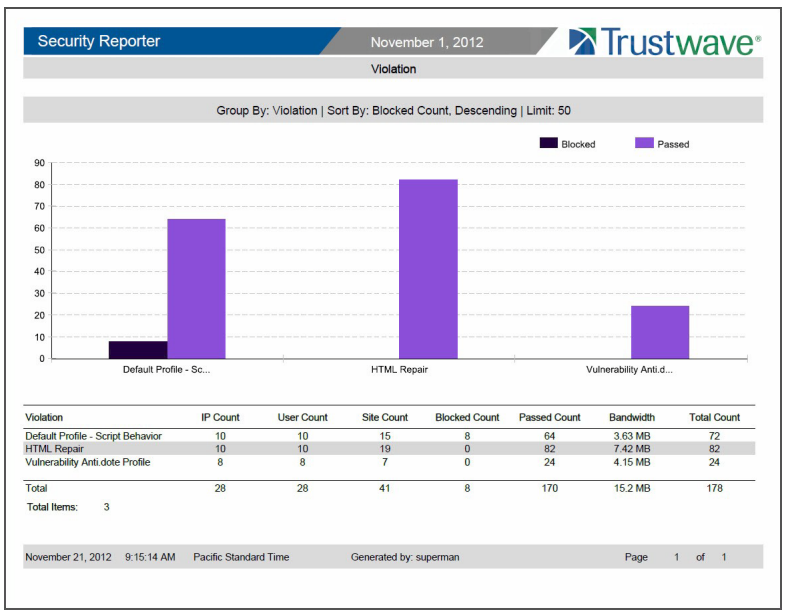 Security Reporter November 1, 2012 Trustwave®
Violation
Group By: Violation | Sort By: Blocked Count, Descending | Limit: 50
Blocked Passed
90
80
70
60
50
40
30
20
10
0
Default Profile - Sc... HTML Repair Vulnerability Anti.d...
Violation IP Count User Count Site Count Blocked Count Passed Count Bandwidth Total Count
Default Profile - Script Behavior 10 10 15 8 64 3.63 MB 72
HTML Repair 10 10 19 0 82 7.42 MB 82
Vulnerability Anti.dote Profile 8 8 7 0 24 4.15 MB 24
Total 28 28 41 8 170 15.2 MB 178
Total Items: 3
November 21, 2012 9:15:14 AM Pacific Standard Time Generated by: superman Page 1 of 1